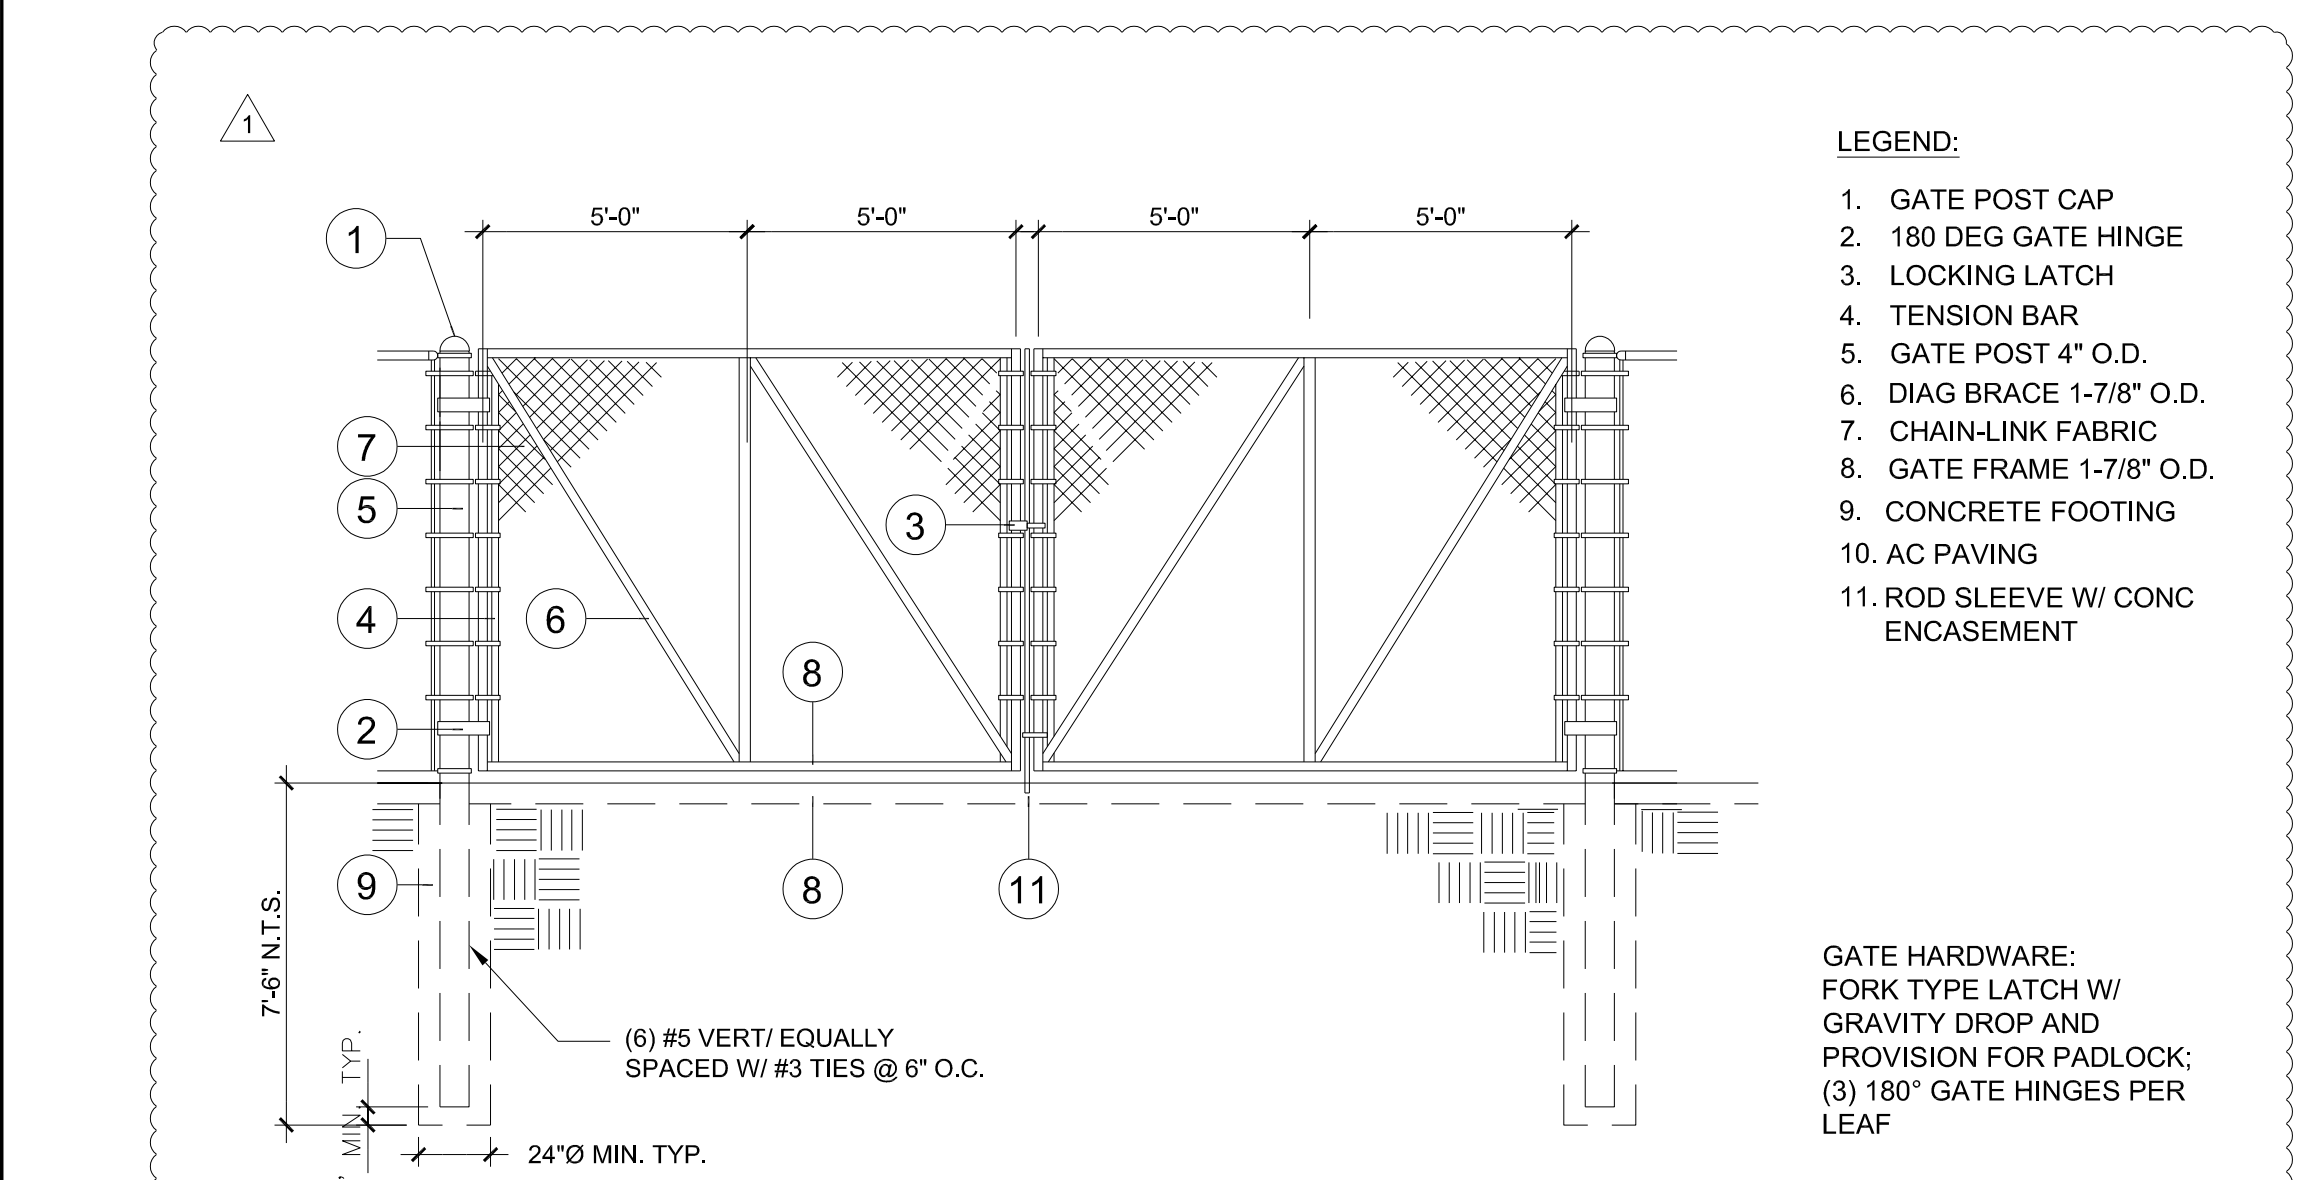 1
LEGEND:
1. GATE POST CAP
2. 180 DEG GATE HINGE
3. LOCKING LATCH
4. TENSION BAR
5. GATE POST 4" O.D.
6. DIAG BRACE 1-7/8" O.D.
7. CHAIN-LINK FABRIC
8. GATE FRAME 1-7/8" O.D.
9. CONCRETE FOOTING
10. AC PAVING
11. ROD SLEEVE W/ CONC
ENCASEMENT
5'-0" 5'-0" 5'-0" 5'-0"
1
7
5
3
4
6
8
2
9
8
11
7'-6" N.T.S.
(6) #5 VERT/ EQUALLY
SPACED W/ #3 TIES @ 6" O.C.
MIN. TYP.
24"Ø MIN. TYP.
GATE HARDWARE:
FORK TYPE LATCH W/
GRAVITY DROP AND
PROVISION FOR PADLOCK;
(3) 180° GATE HINGES PER
LEAF